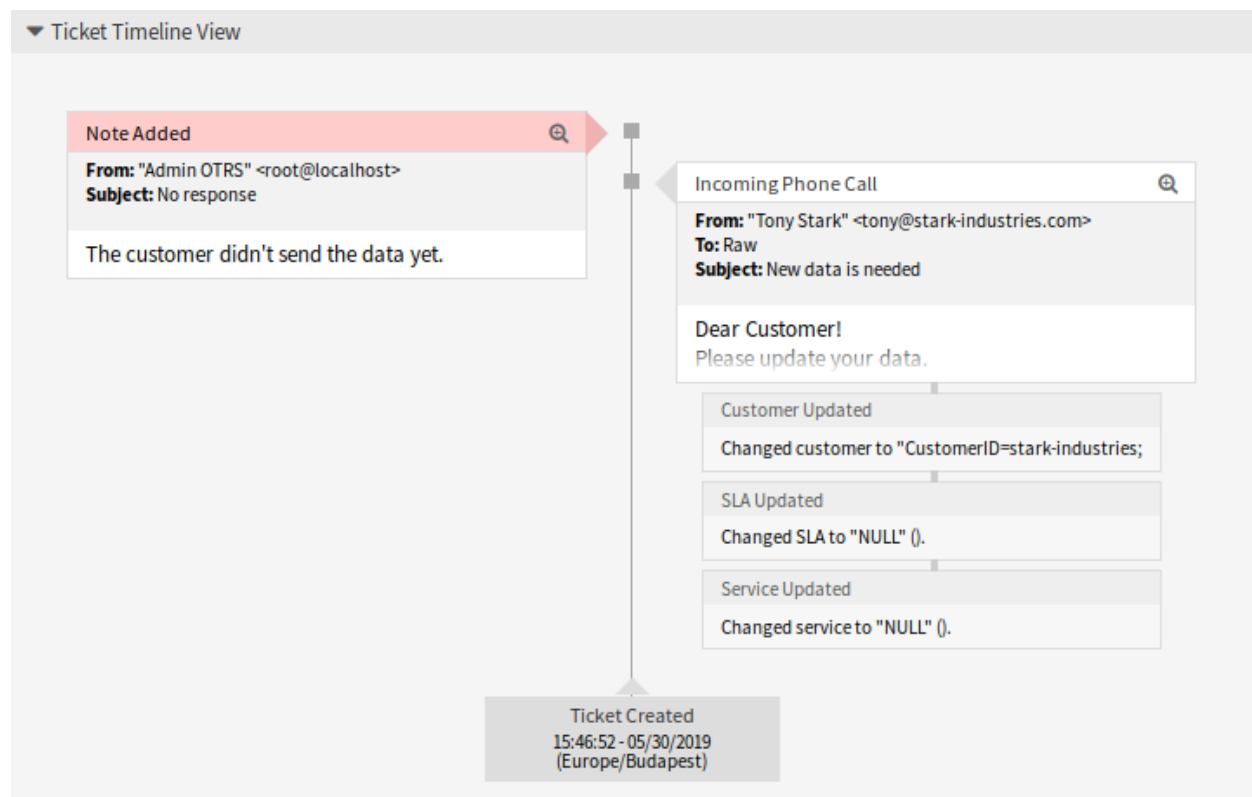 Ticket Timeline View
Note Added
From: "Admin OTRS" <root@localhost>
Subject: No response
The customer didn't send the data yet.
Incoming Phone Call
From: "Tony Stark" <tony@stark-industries.com>
To: Raw
Subject: New data is needed
Dear Customer!
Please update your data.
Customer Updated
Changed customer to "CustomerID=stark-industries;
SLA Updated
Changed SLA to "NULL" ().
Service Updated
Changed service to "NULL" ().
Ticket Created
15:46:52 - 05/30/2019
(Europe/Budapest)